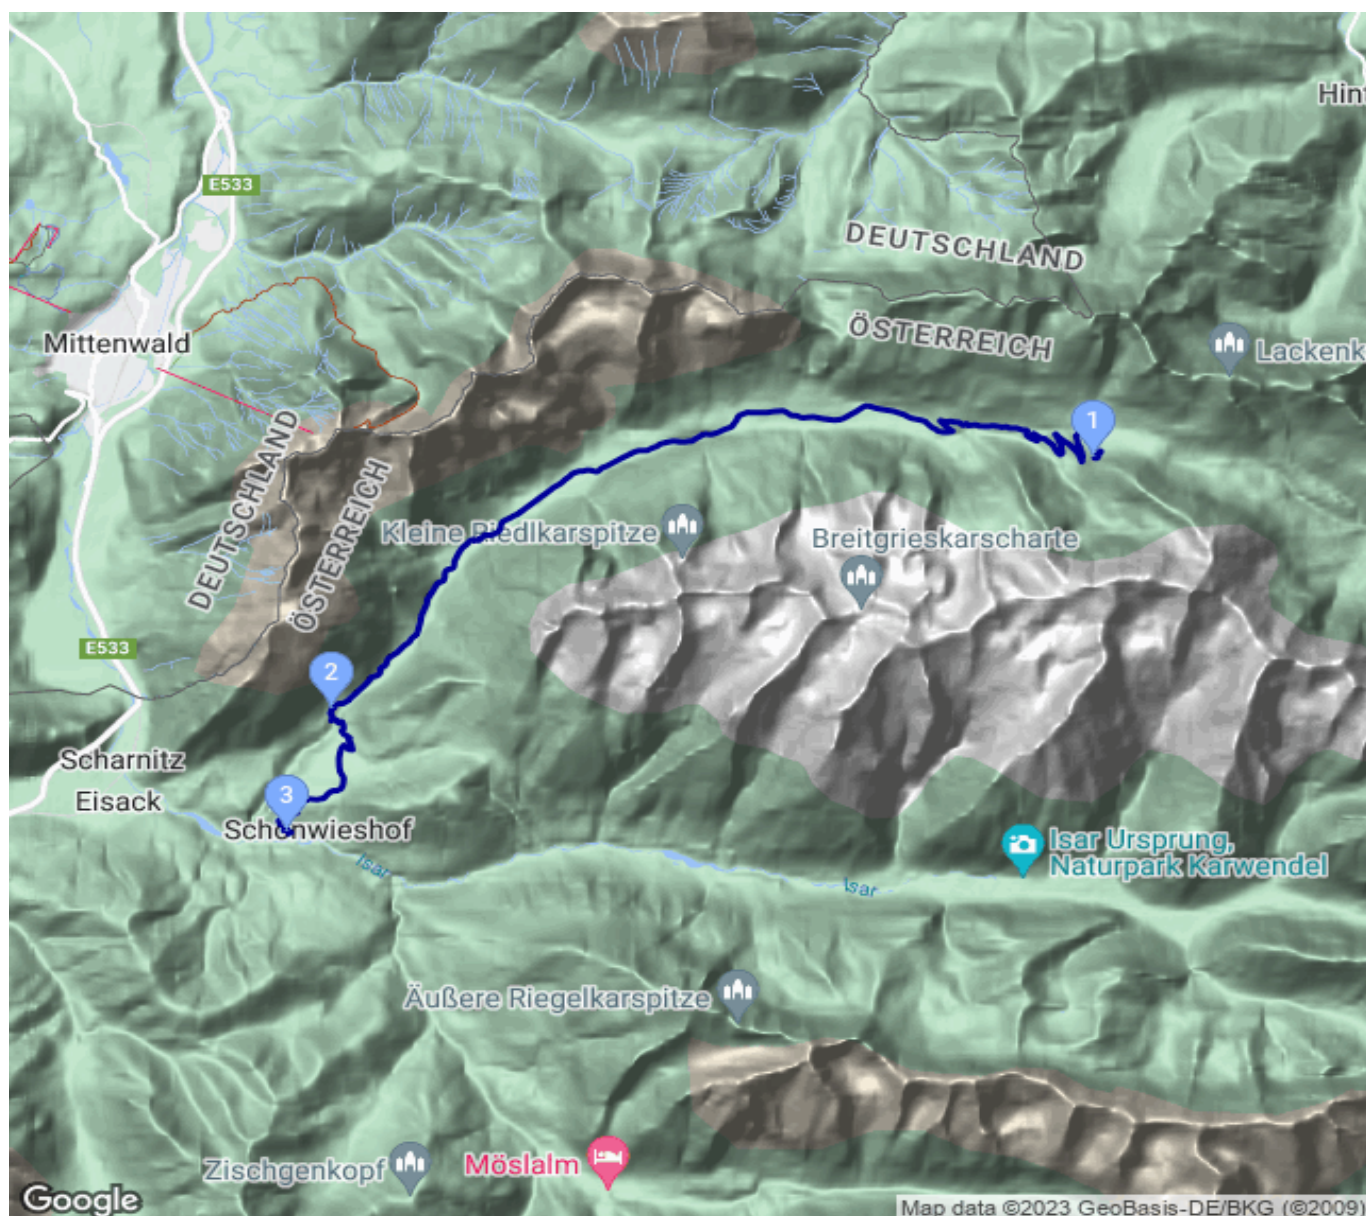 Hint
E533
DEUTSCHLAND
ÖSTERREICH
Mittenwald
Lackenk
1
DEUTSCHLAND
ÖSTERREICH
Kleine Riedlkarspitze
Breitgrieskarscharte
E533
2
Scharnitz
Eisack
3
Schönwieshof
Isar
Isar
Isar Ursprung,
Naturpark Karwendel
Äußere Riegelkarspitze
Zischgenkopf
Möslalm
Google
Map data ©2023 GeoBasis-DE/BKG (©2009)